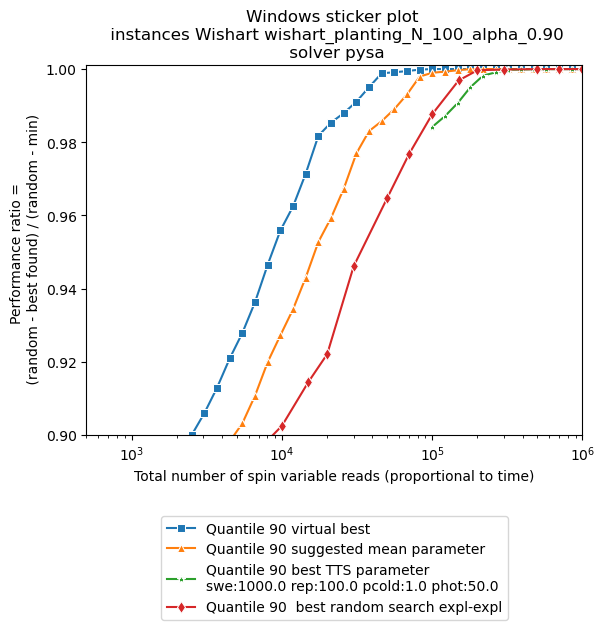 Windows sticker plot
instances Wishart wishart_planting_N_100_alpha_0.90
solver pysa
Performance ratio =
(random - best found) / (random - min)
1.00
0.98
0.96
0.94
0.92
0.90
10³
10⁴
10⁵
10⁶
Total number of spin variable reads (proportional to time)
Quantile 90 virtual best
Quantile 90 suggested mean parameter
Quantile 90 best TTS parameter
swe:1000.0 rep:100.0 pcold:1.0 phot:50.0
Quantile 90  best random search expl-expl